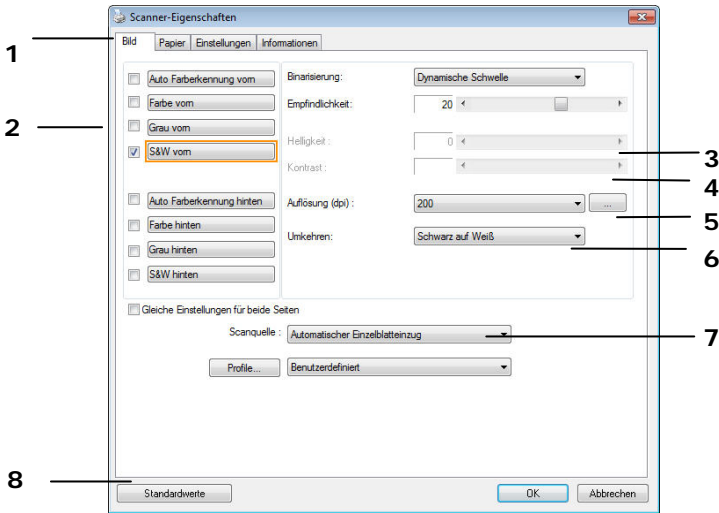 Scanner-Eigenschaften
Bild Papier Einstellungen Informationen
1
Auto Farberkennung vorn Binarisierung: Dynamische Schwelle
Farbe vorn Empfindlichkeit: 20
Grau vorn
2
S&W vorn Helligkeit : 0
3
Kontrast :
4
Auto Farberkennung hinten Auflösung (dpi) : 200 ...
5
Farbe hinten
Umkehren: Schwarz auf Weiß
6
Grau hinten
S&W hinten
Gleiche Einstellungen für beide Seiten
Scanquelle : Automatischer Einzelblatteinzug
7
Profile... Benutzerdefiniert
8
Standardwerte OK Abbrechen